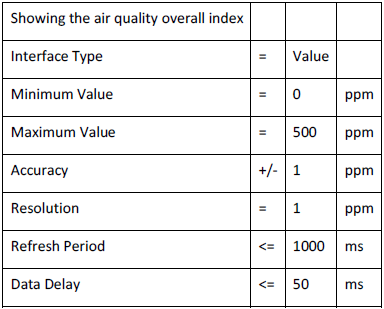 Showing the air quality overall index
Interface Type = Value
Minimum Value = 0 ppm
Maximum Value = 500 ppm
Accuracy +/- 1 ppm
Resolution = 1 ppm
Refresh Period <= 1000 ms
Data Delay <= 50 ms